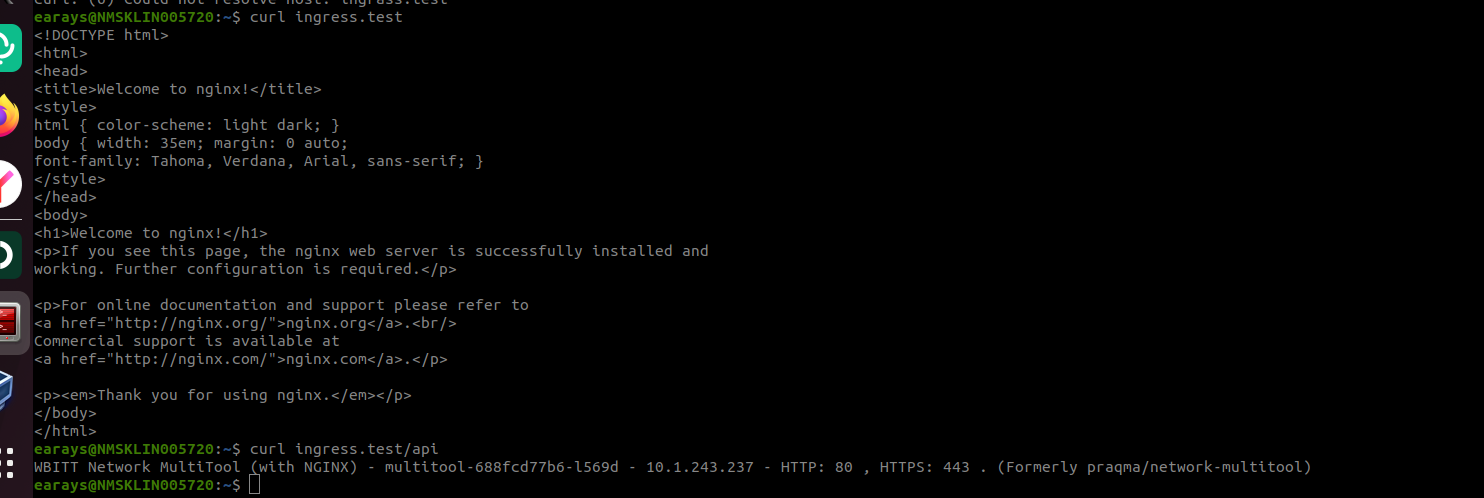 curl: (6) could not resolve host: ingrass.test
earays@NMSKLIN005720:~$ curl ingress.test
<!DOCTYPE html>
<html>
<head>
<title>Welcome to nginx!</title>
<style>
html { color-scheme: light dark; }
body { width: 35em; margin: 0 auto;
font-family: Tahoma, Verdana, Arial, sans-serif; }
</style>
</head>
<body>
<h1>Welcome to nginx!</h1>
<p>If you see this page, the nginx web server is successfully installed and
working. Further configuration is required.</p>

<p>For online documentation and support please refer to
<a href="http://nginx.org/">nginx.org</a>.<br/>
Commercial support is available at
<a href="http://nginx.com/">nginx.com</a>.</p>

<p><em>Thank you for using nginx.</em></p>
</body>
</html>
earays@NMSKLIN005720:~$ curl ingress.test/api
WBITT Network MultiTool (with NGINX) - multitool-688fcd77b6-l569d - 10.1.243.237 - HTTP: 80 , HTTPS: 443 . (Formerly praqma/network-multitool)
earays@NMSKLIN005720:~$